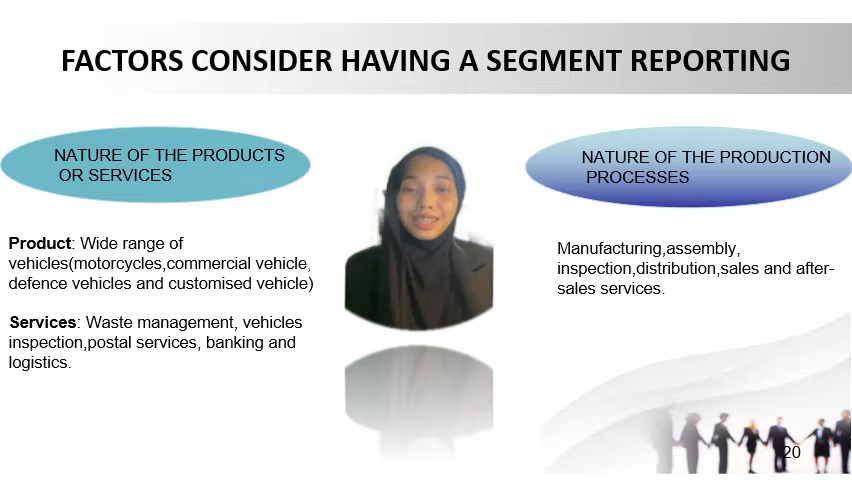 FACTORS CONSIDER HAVING A SEGMENT REPORTING
NATURE OF THE PRODUCTS
OR SERVICES
Product: Wide range of
vehicles(motorcycles,commercial vehicle,
defence vehicles and customised vehicle)
Services: Waste management, vehicles
inspection,postal services, banking and
logistics.
NATURE OF THE PRODUCTION
PROCESSES
Manufacturing,assembly,
inspection,distribution,sales and after-
sales services.
20